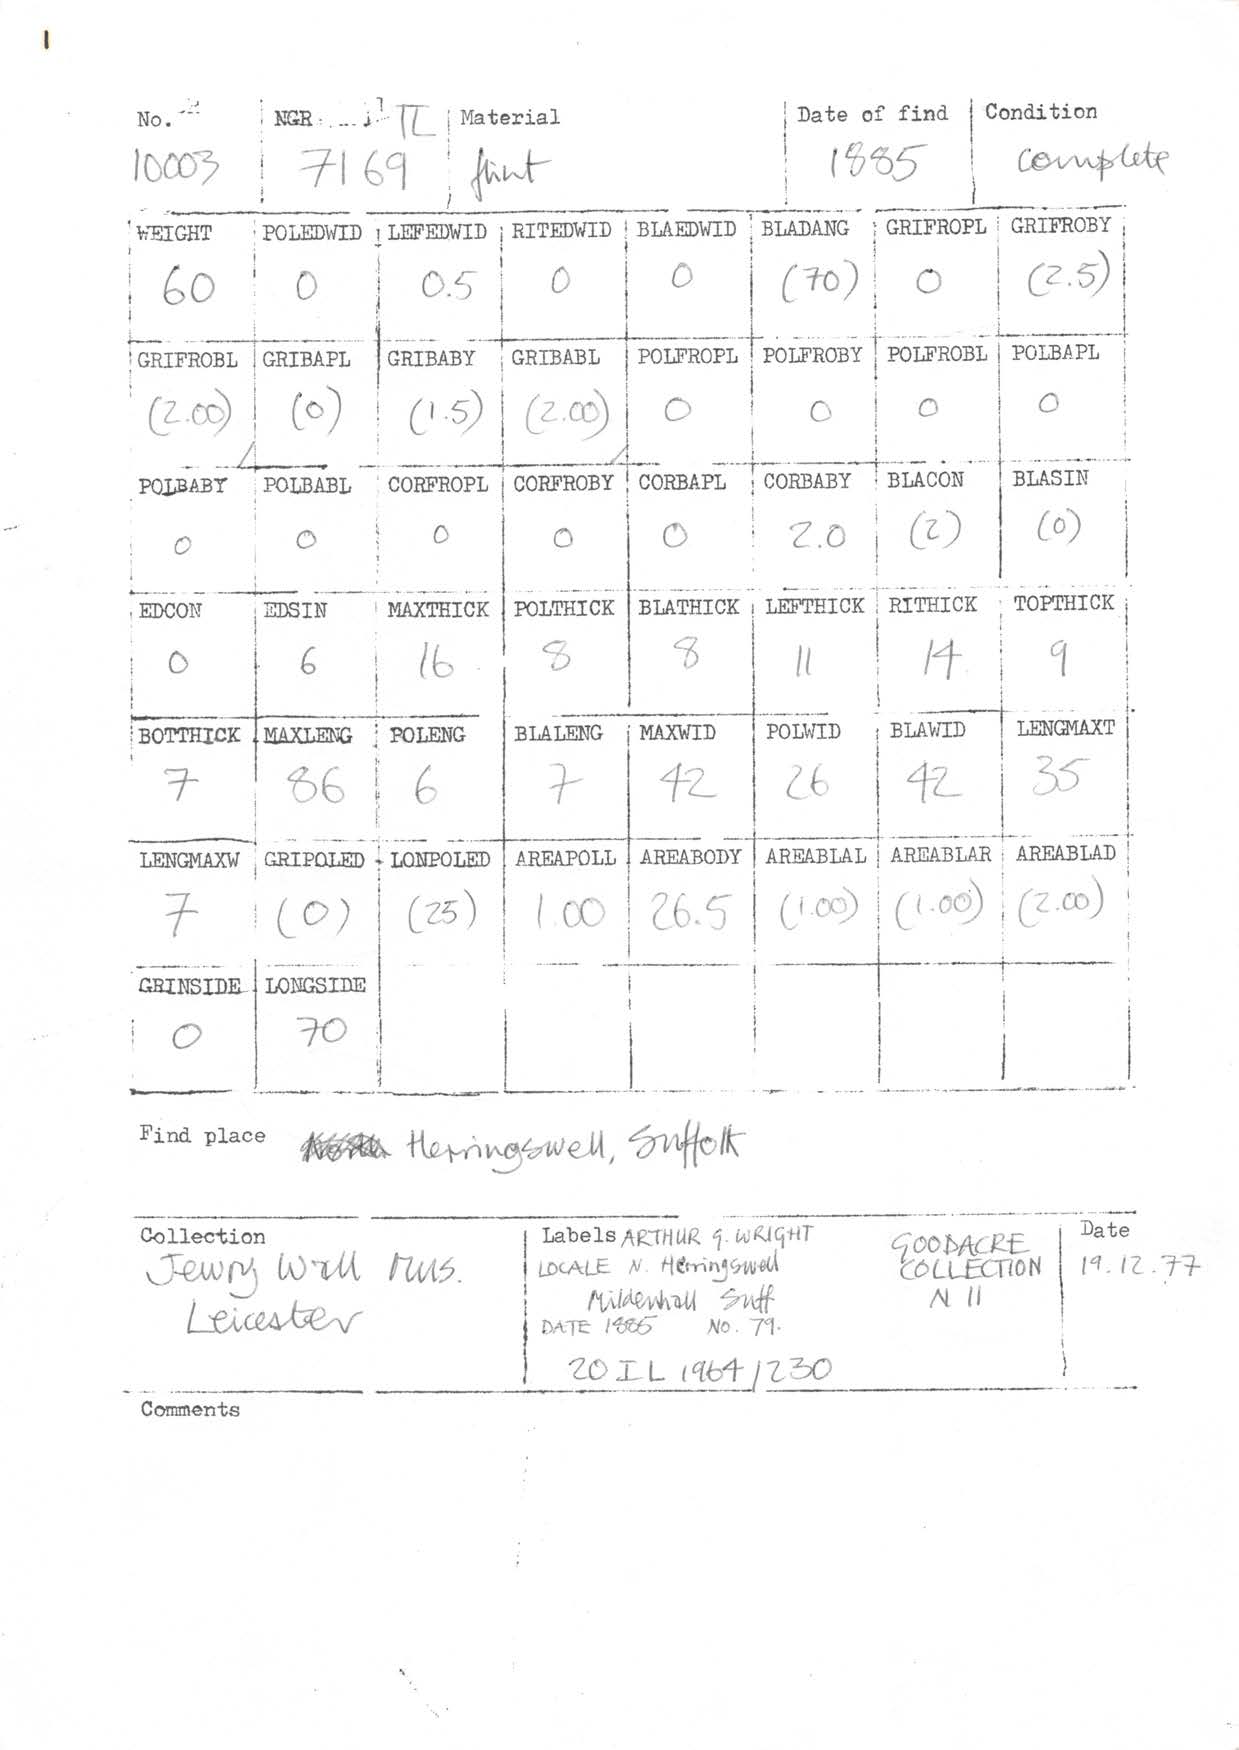 1
No. NGR TL Material Date of find Condition
10003 7169 flint 1885 complete
WEIGHT POLEDWID LEFEDWID RITEDWID BLAEDWID BLADANG GRIFROPL GRIFROBY
60 0 0.5 0 0 (70) 0 (2.5)
GRIFROBL GRIBAPL GRIBABY GRIBABL POLFROPL POLFROBY POLFROBL POLBAPL
(2.00) (0) (1.5) (2.00) 0 0 0 0
POLBABY POLBABL CORFROPL CORFROBY CORBAPL CORBABY BLACON BLASIN
0 0 0 0 0 2.0 (2) (0)
EDCON EDSIN MAXTHICK POLTHICK BLATHICK LEFTHICK RITHICK TOPTHICK
0 6 16 8 8 11 14 9
BOTTHICK MAXLENG POLENG BLALENG MAXWID POLWID BLAWID LENGMAXT
7 86 6 7 42 26 42 35
LENGMAXW GRIPOLED LONPOLED AREAPOLL AREABODY AREABLAL AREABLAR AREABLAD
7 (0) (25) 1.00 26.5 (1.00) (1.00) (2.00)
GRINSIDE LONGSIDE
0 70
Find place Herringswell, Suffolk
Collection
Jewry Wall Mus.
Leicester
Labels ARTHUR G. WRIGHT
LOCALE N. Herringswell
Mildenhall Suff
DATE 1885 NO. 79.
20 IL 1964/230
GOODACRE
COLLECTION
N 11
Date
19.12.77
Comments